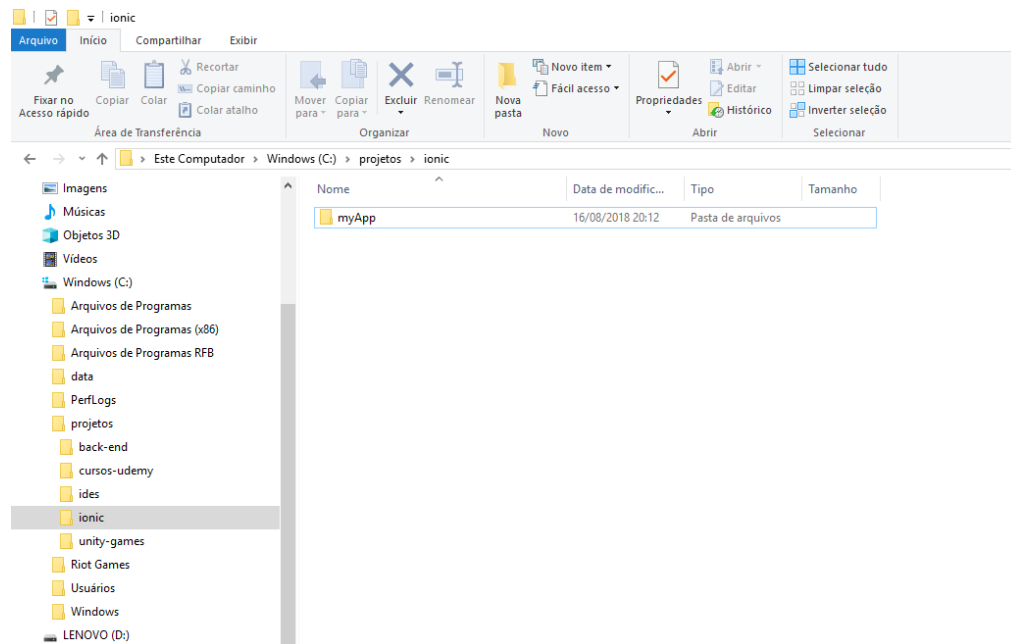 ionic
Arquivo Início Compartilhar Exibir
Fixar no Acesso rápido
Copiar
Colar
Recortar
Copiar caminho
Colar atalho
Mover para
Copiar para
Excluir
Renomear
Nova pasta
Novo item
Fácil acesso
Propriedades
Abrir
Editar
Histórico
Selecionar tudo
Limpar seleção
Inverter seleção
Área de Transferência Organizar Novo Abrir Selecionar
Este Computador > Windows (C:) > projetos > ionic
Nome Data de modific... Tipo Tamanho
myApp 16/08/2018 20:12 Pasta de arquivos
Imagens
Músicas
Objetos 3D
Vídeos
Windows (C:)
Arquivos de Programas
Arquivos de Programas (x86)
Arquivos de Programas RFB
data
PerfLogs
projetos
back-end
cursos-udemy
ides
ionic
unity-games
Riot Games
Usuários
Windows
LENOVO (D:)